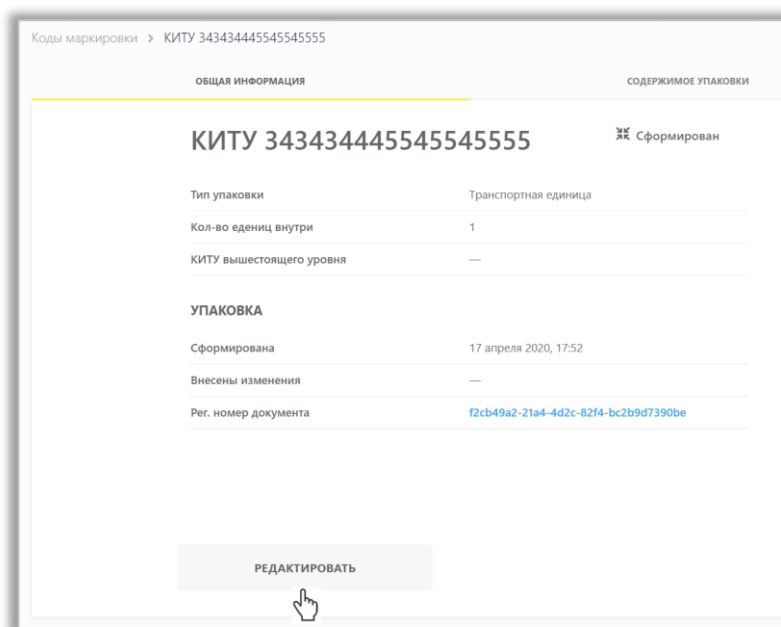 Коды маркировки > КИТУ 343434445545545555
ОБЩАЯ ИНФОРМАЦИЯ СОДЕРЖИМОЕ УПАКОВКИ
КИТУ 343434445545545555 Сформирован
Тип упаковки Транспортная единица
Кол-во едениц внутри 1
КИТУ вышестоящего уровня —
УПАКОВКА
Сформирована 17 апреля 2020, 17:52
Внесены изменения —
Рег. номер документа f2cb49a2-21a4-4d2c-82f4-bc2b9d7390be
РЕДАКТИРОВАТЬ